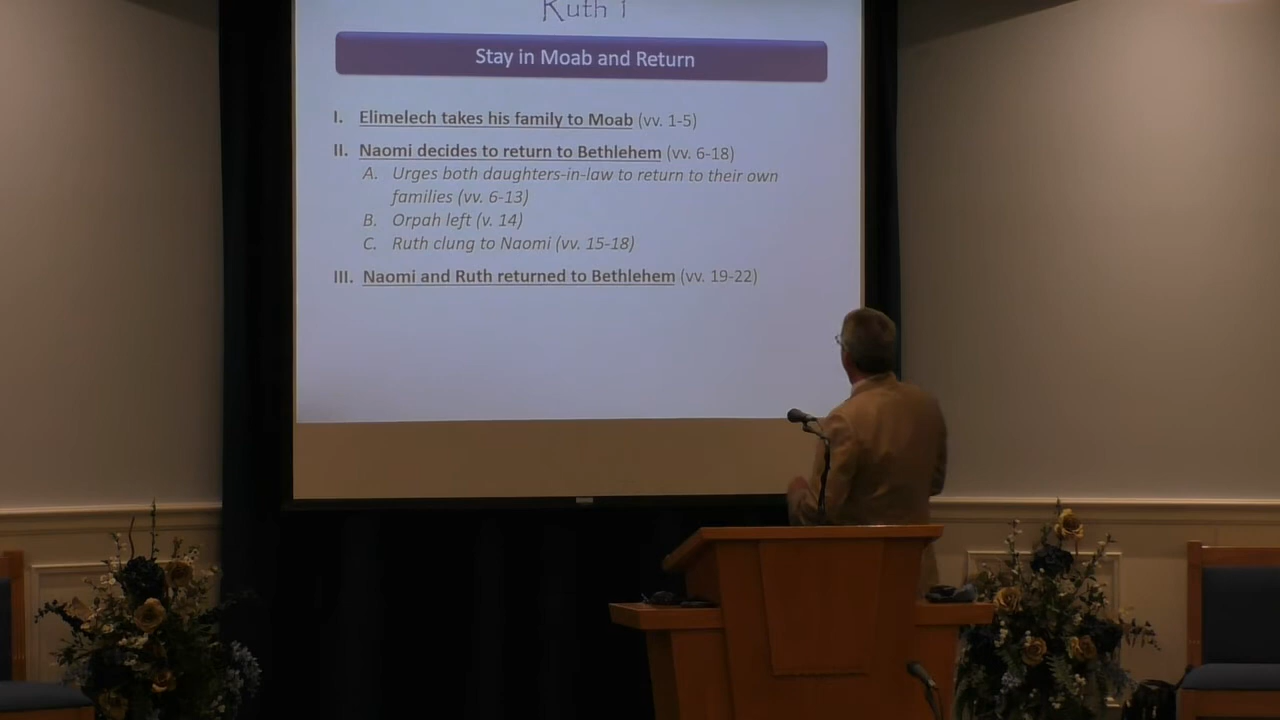 Ruth 1
Stay in Moab and Return
I. Elimelech takes his family to Moab (vv. 1-5)
II. Naomi decides to return to Bethlehem (vv. 6-18)
A. Urges both daughters-in-law to return to their own
families (vv. 6-13)
B. Orpah left (v. 14)
C. Ruth clung to Naomi (vv. 15-18)
III. Naomi and Ruth returned to Bethlehem (vv. 19-22)